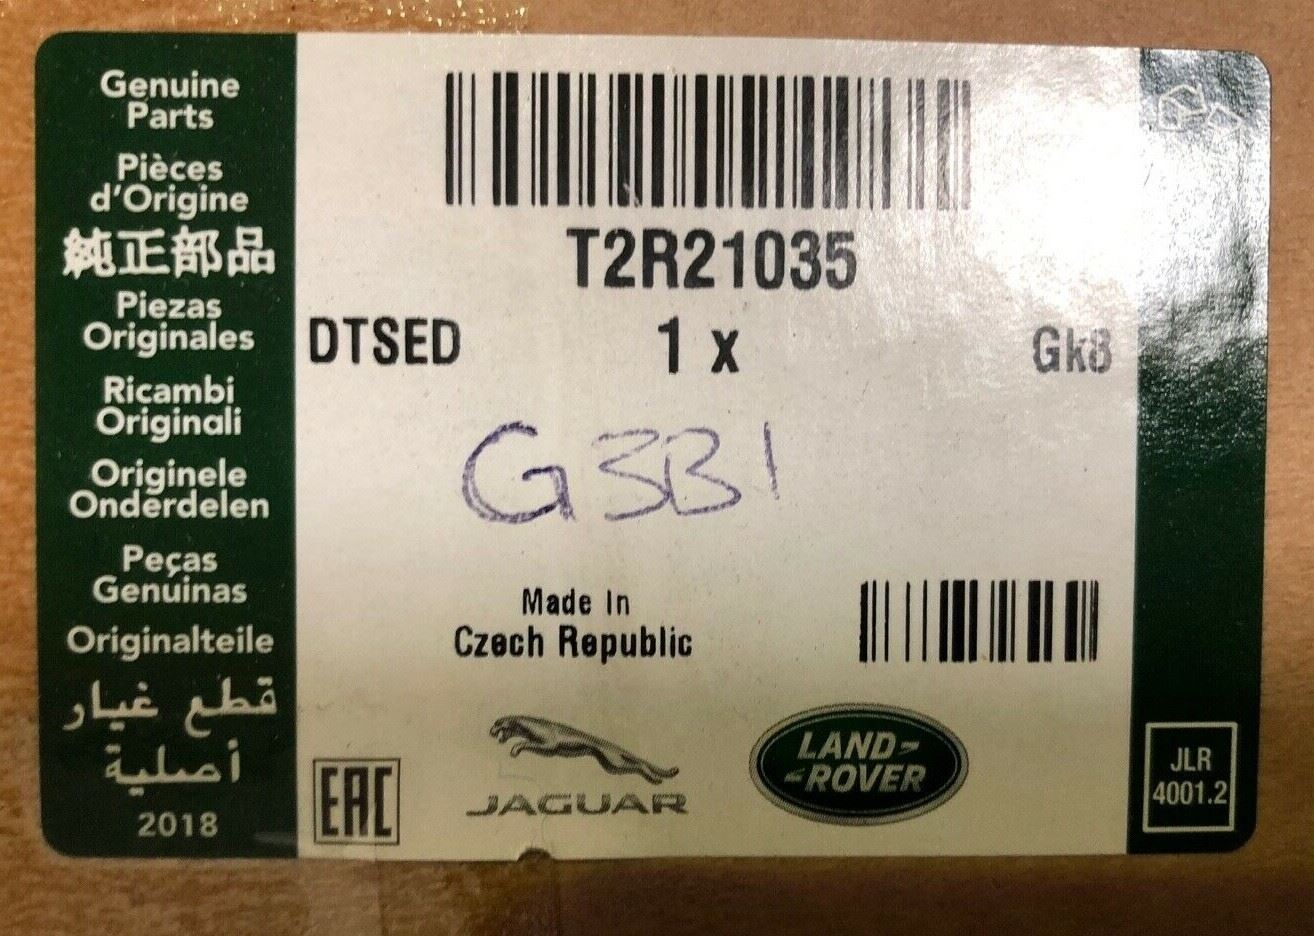 Genuine
Parts
Pièces
d'Origine
純正部品
Piezas
Originales
Ricambi
Originali
Originele
Onderdelen
Peças
Genuinas
Originalteile
قطع غيار
أصلية
2018
T2R21035
DTSED 1 x Gk8
G3B1
Made In
Czech Republic
EAC
JAGUAR
LAND-
-ROVER
JLR
4001.2